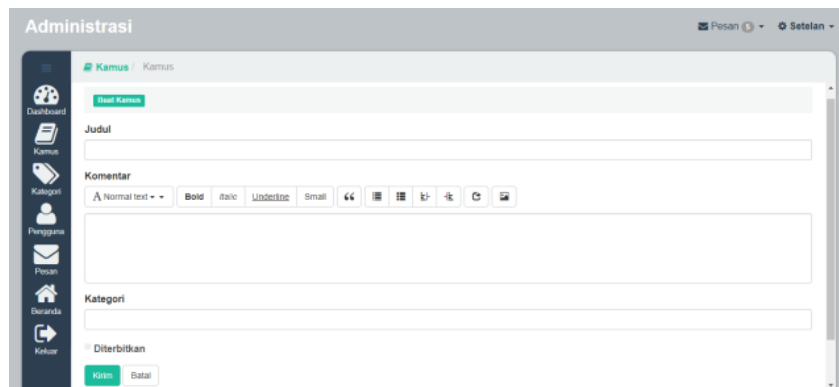 Administrasi
Pesan 5 Setelan
Kamus / Kamus
Dashboard
Kamus
Kategori
Pengguna
Pesan
Beranda
Keluar
Buat Kamus
Judul
Komentar
A Normal text Bold Italic Underline Small
Kategori
Diterbitkan
Kirim Batal